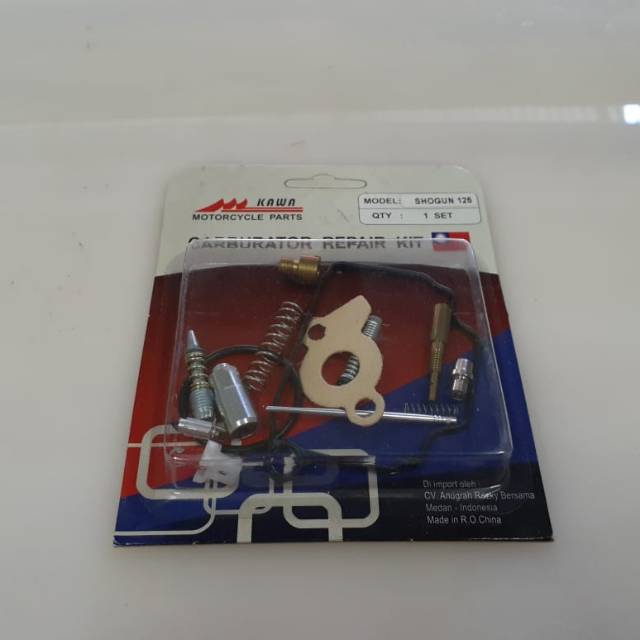 KAWA
MOTORCYCLE PARTS
MODEL: SHOGUN 125
QTY : 1 SET
CARBURATOR REPAIR KIT
Di import oleh :
CV. Anugrah Rezky Bersama
Medan - Indonesia
Made in R.O.China